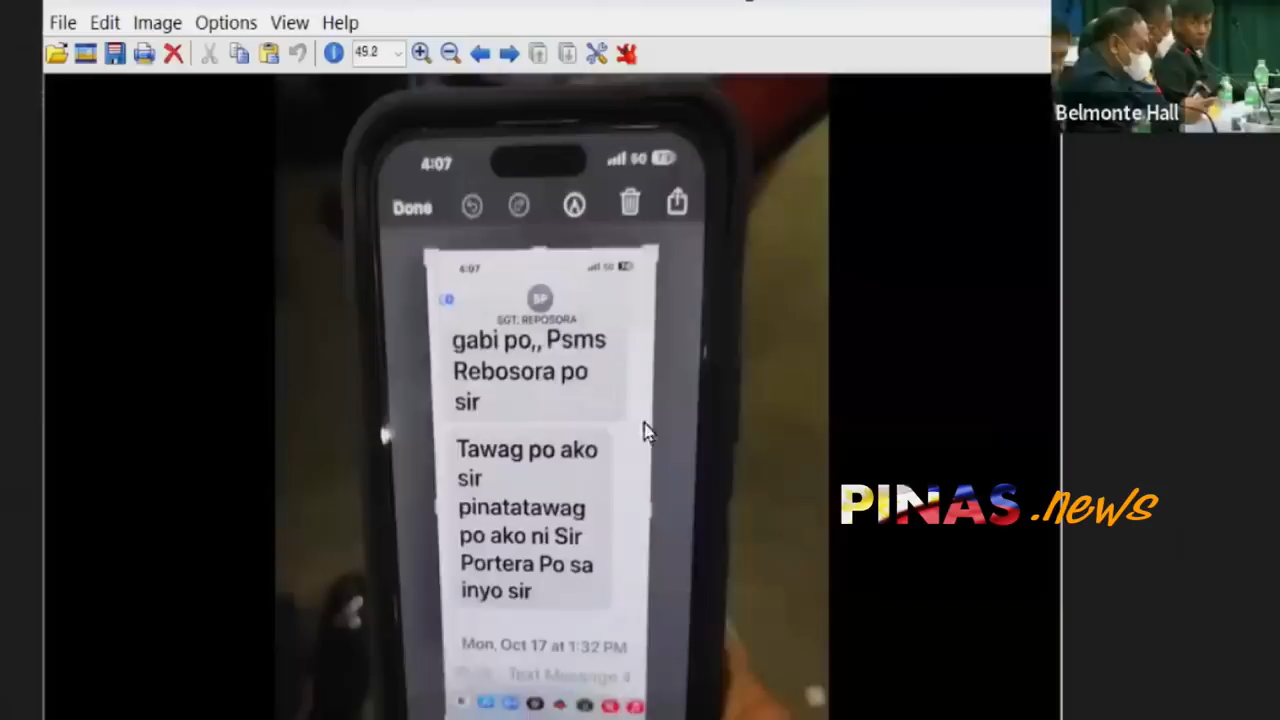 File Edit Image Options View Help
49.2
Belmonte Hall
4:07
Done
4:07
BP
SGT. REPOSORA
gabi po,, Psms
Rebosora po
sir
Tawag po ako
sir
pinatatawag
po ako ni Sir
Portera Po sa
inyo sir
Mon, Oct 17 at 1:32 PM
Text Message
PINAS .news